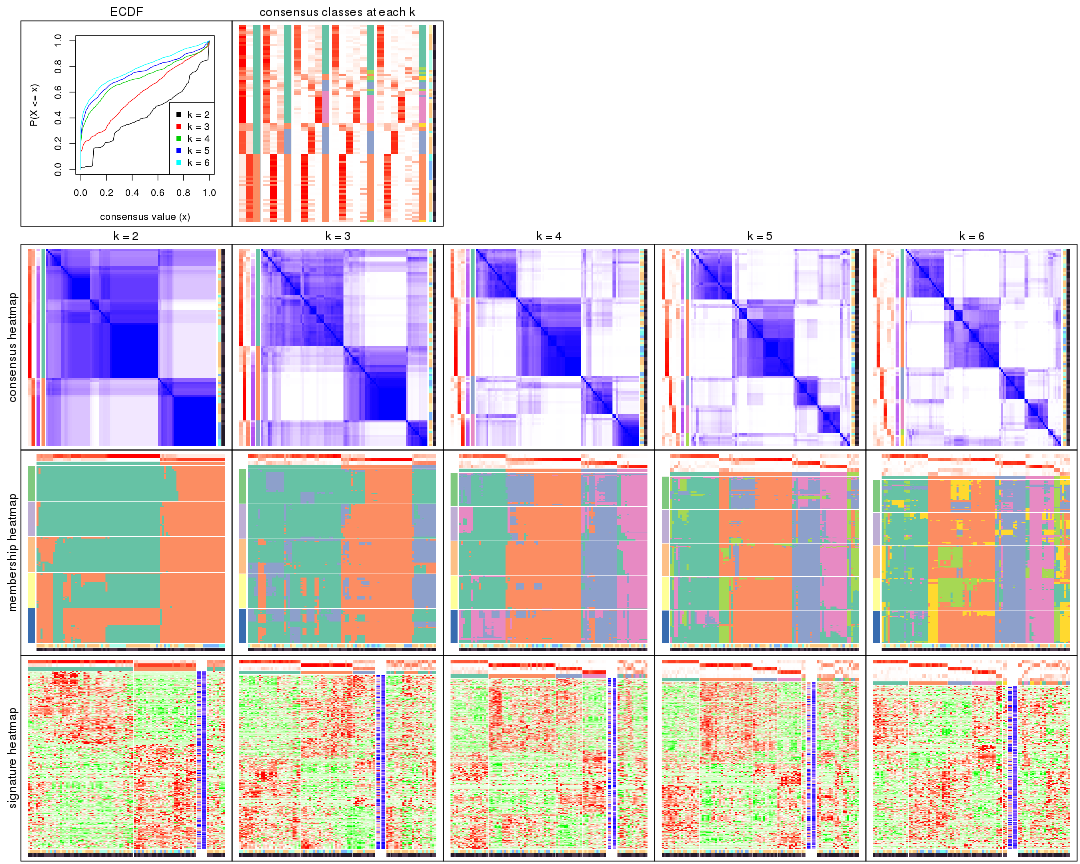 ECDF
consensus classes at each k
P(X <= x)
0.0 0.2 0.4 0.6 0.8 1.0
k = 2
k = 3
k = 4
k = 5
k = 6
0.0 0.2 0.4 0.6 0.8 1.0
consensus value (x)
k = 2 k = 3 k = 4 k = 5 k = 6
consensus heatmap
membership heatmap
signature heatmap